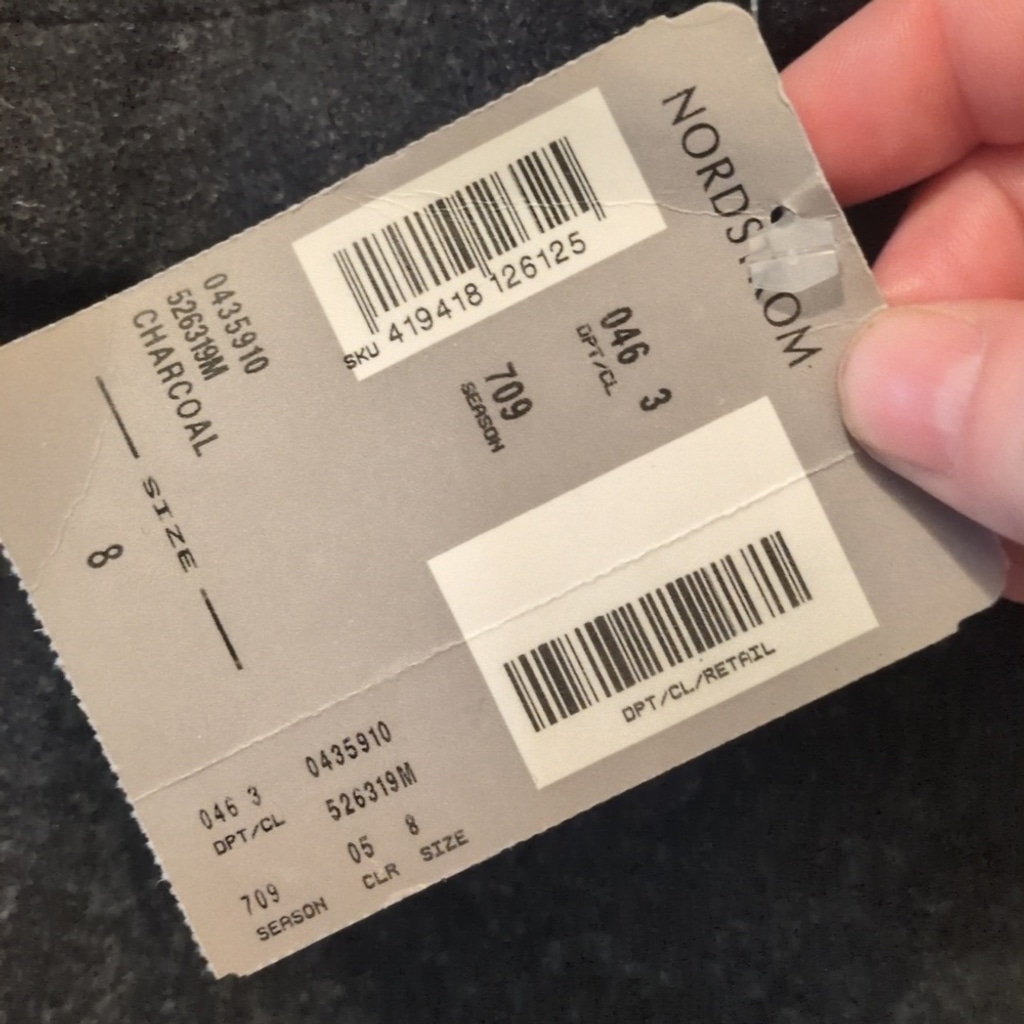 NORDSTROM
046 3
DPT/CL
709
SEASON
SKU 419418 126125
0435910
526319M
CHARCOAL
SIZE
8
DPT/CL/RETAIL
046 3
DPT/CL
0435910
526319M
05 8
CLR SIZE
709
SEASON